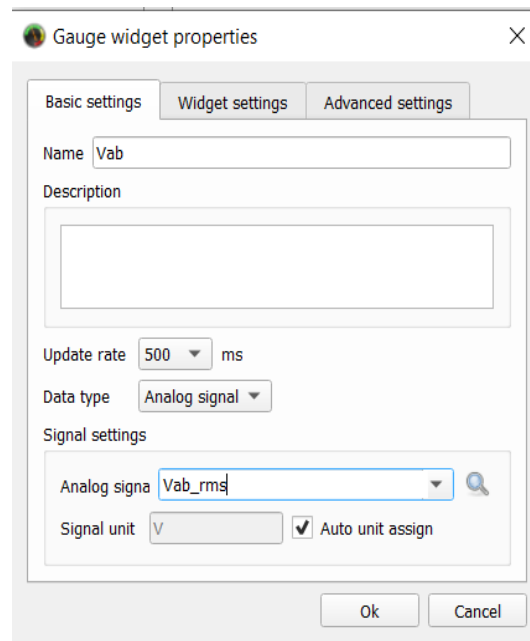 Gauge widget properties
Basic settings Widget settings Advanced settings
Name Vab
Description
Update rate 500 ms
Data type Analog signal
Signal settings
Analog signa Vab_rms
Signal unit V Auto unit assign
Ok Cancel